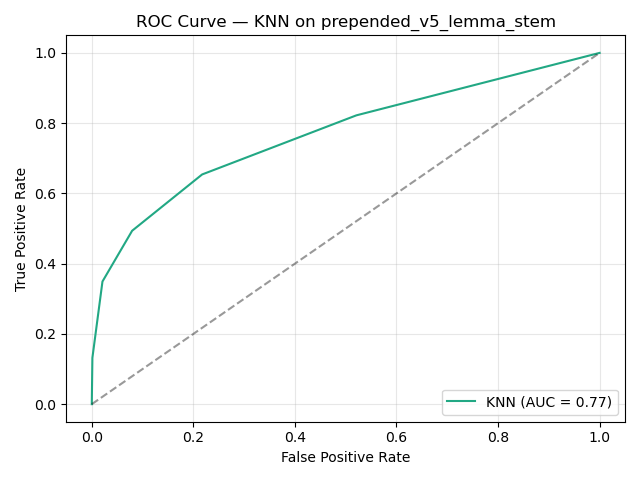 ROC Curve — KNN on prepended_v5_lemma_stem
True Positive Rate
1.0
0.8
0.6
0.4
0.2
0.0
0.0 0.2 0.4 0.6 0.8 1.0
False Positive Rate
KNN (AUC = 0.77)